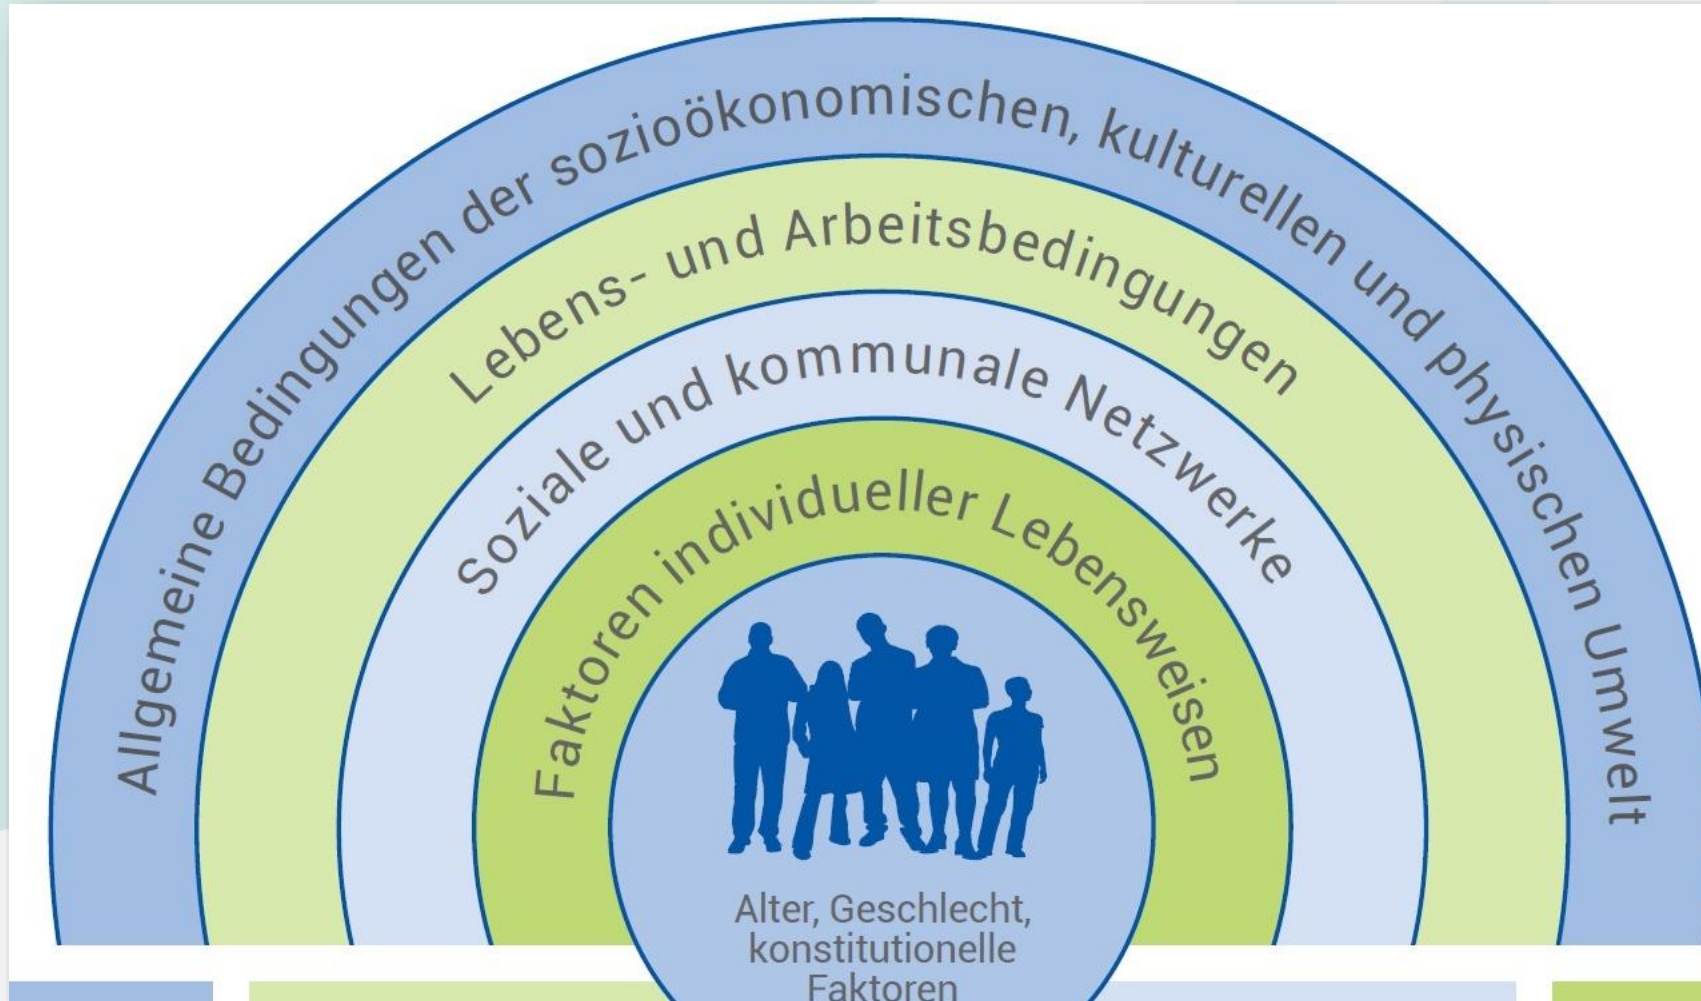 Allgemeine Bedingungen der sozioökonomischen, kulturellen und physischen Umwelt
Lebens- und Arbeitsbedingungen
Soziale und kommunale Netzwerke
Faktoren individueller Lebensweisen
Alter, Geschlecht,
konstitutionelle
Faktoren